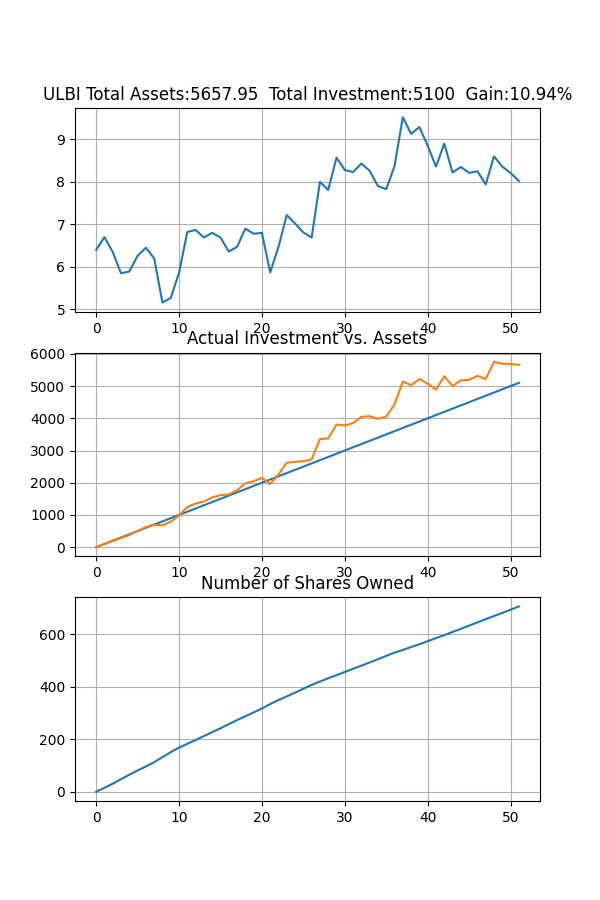 ULBI Total Assets:5657.95  Total Investment:5100  Gain:10.94%
9
8
7
6
5
0 10 20 30 40 50
Actual Investment vs. Assets
6000
5000
4000
3000
2000
1000
0
0 10 20 30 40 50
Number of Shares Owned
600
400
200
0
0 10 20 30 40 50